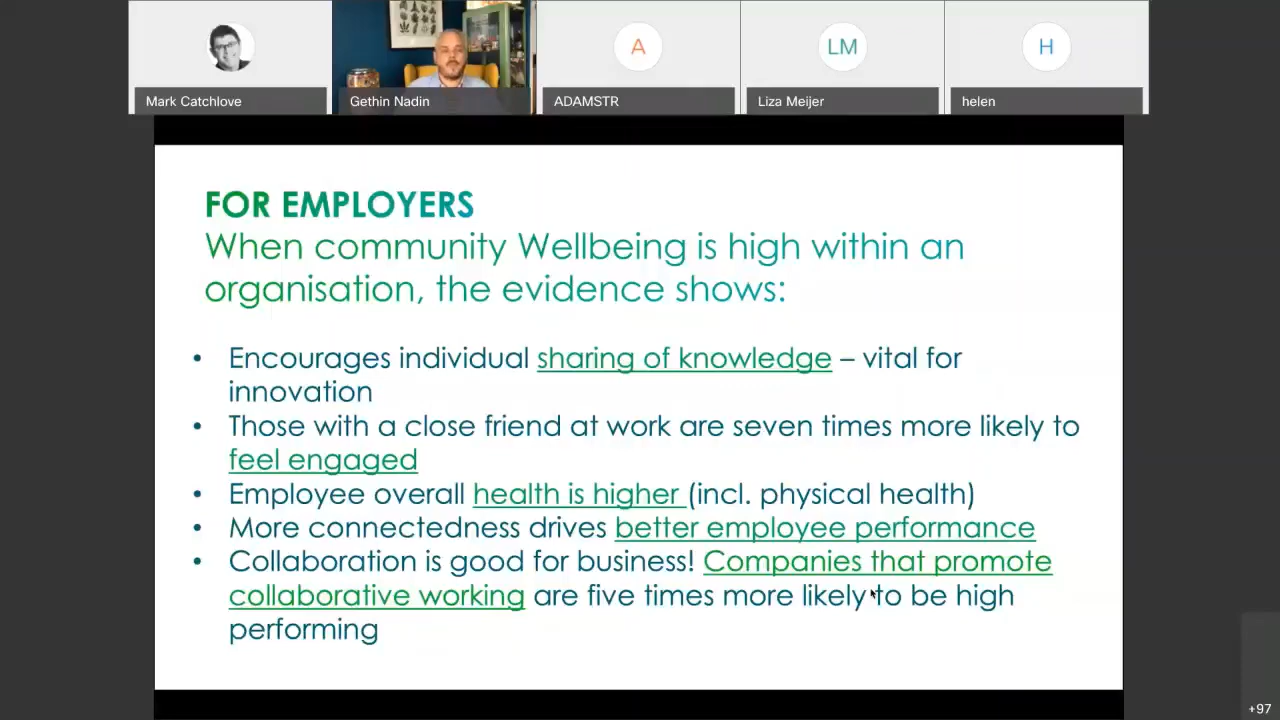 A
LM
H
Mark Catchlove
Gethin Nadin
ADAMSTR
Liza Meijer
helen
FOR EMPLOYERS
When community Wellbeing is high within an
organisation, the evidence shows:
• Encourages individual sharing of knowledge – vital for
innovation
• Those with a close friend at work are seven times more likely to
feel engaged
• Employee overall health is higher (incl. physical health)
• More connectedness drives better employee performance
• Collaboration is good for business! Companies that promote
collaborative working are five times more likely to be high
performing
+97